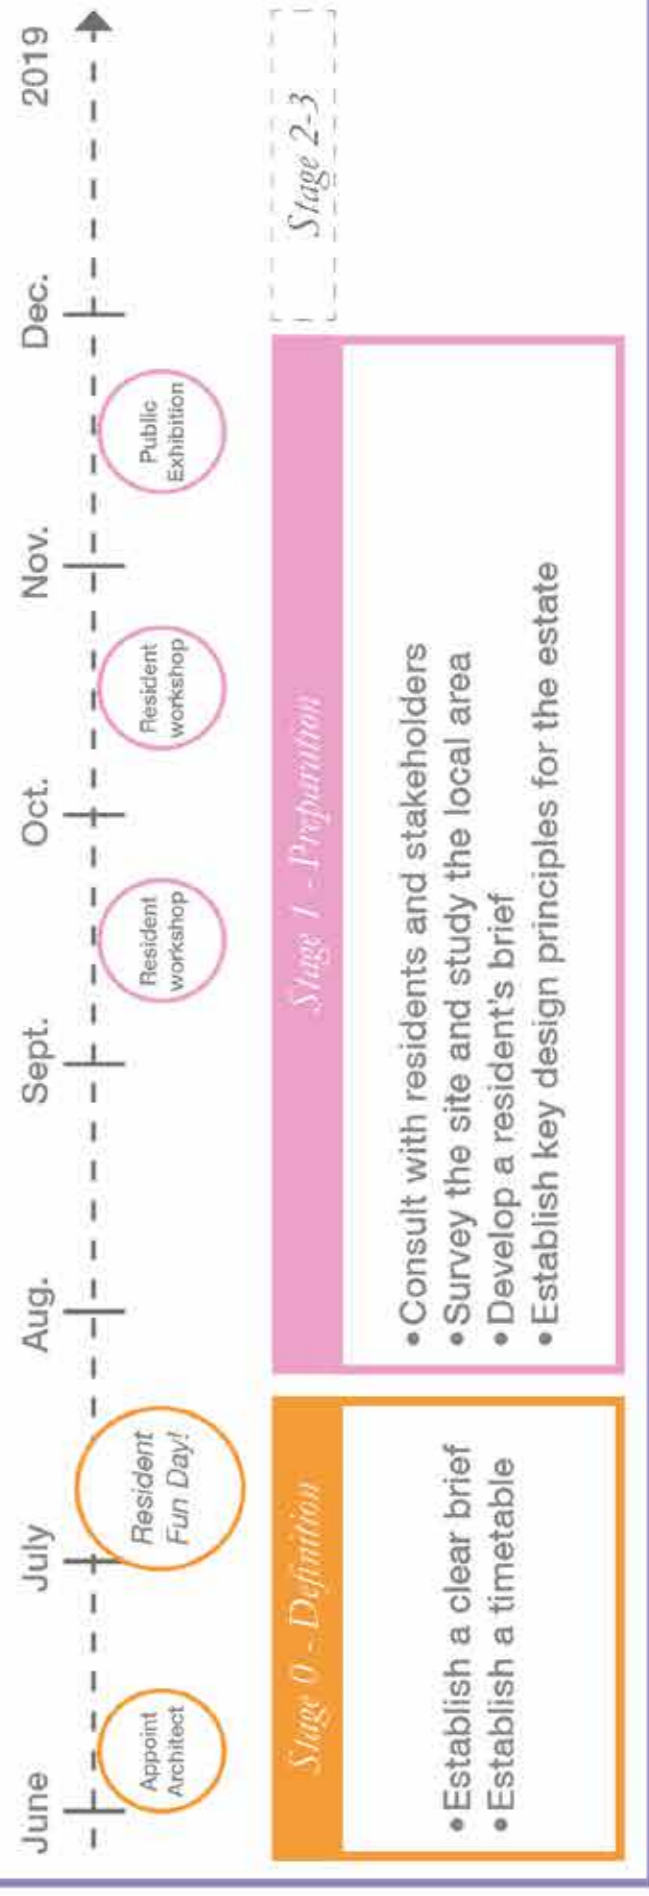 June
July
Aug.
Sept.
Oct.
Nov.
Dec.
2019
Appoint
Architect
Resident
Fun Day!
Resident
workshop
Resident
workshop
Public
Exhibition
Stage 0 - Definition
•Establish a clear brief
•Establish a timetable
Stage 1 - Preparation
•Consult with residents and stakeholders
•Survey the site and study the local area
•Develop a resident's brief
•Establish key design principles for the estate
Stage 2-3